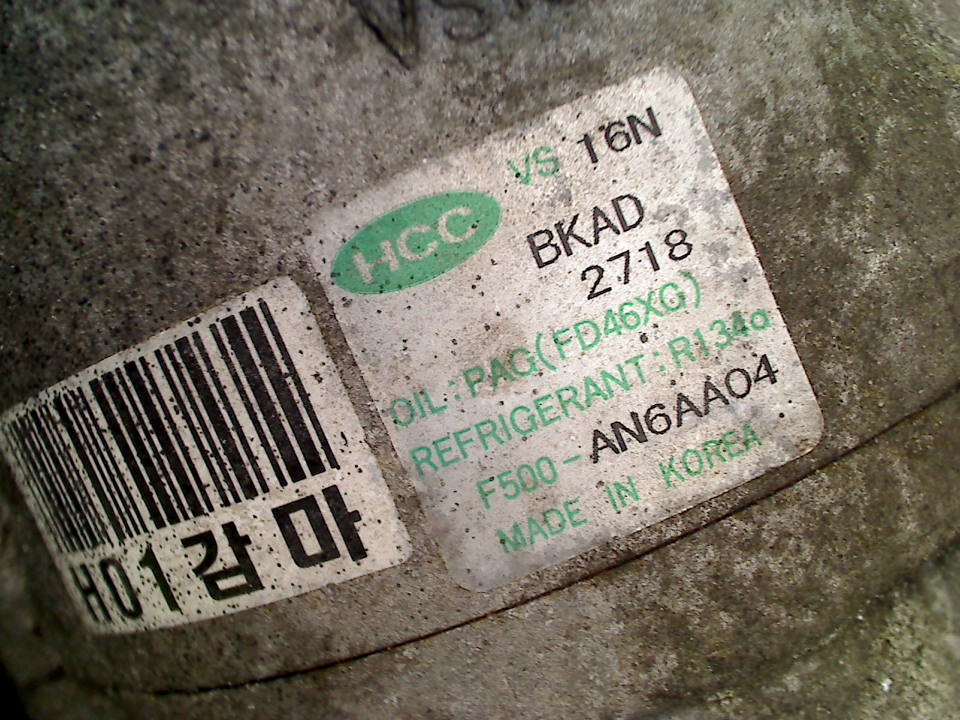 VS 16N
HCC
BKAD
2718
OIL : PAG(FD46XG)
REFRIGERANT : R134a
F500-AN6AA04
MADE IN KOREA
H01감마